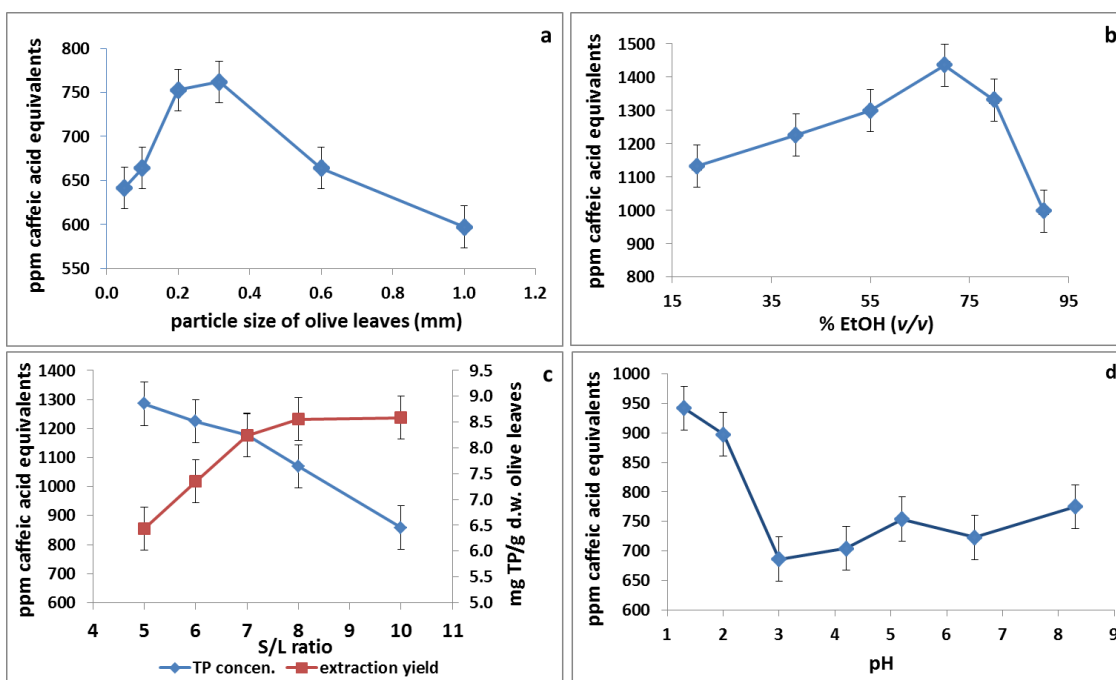 a
ppm caffeic acid equivalents
800
750
700
650
600
550
0.0 0.2 0.4 0.6 0.8 1.0 1.2
particle size of olive leaves (mm)
b
ppm caffeic acid equivalents
1500
1400
1300
1200
1100
1000
900
800
15 35 55 75 95
% EtOH (v/v)
c
ppm caffeic acid equivalents
1400
1300
1200
1100
1000
900
800
700
600
9.5
9.0
8.5
8.0
7.5
7.0
6.5
6.0
5.5
5.0
mg TP/g d.w. olive leaves
4 5 6 7 8 9 10 11
S/L ratio
TP concen. extraction yield
d
ppm caffeic acid equivalents
1000
950
900
850
800
750
700
650
600
1 2 3 4 5 6 7 8 9
pH